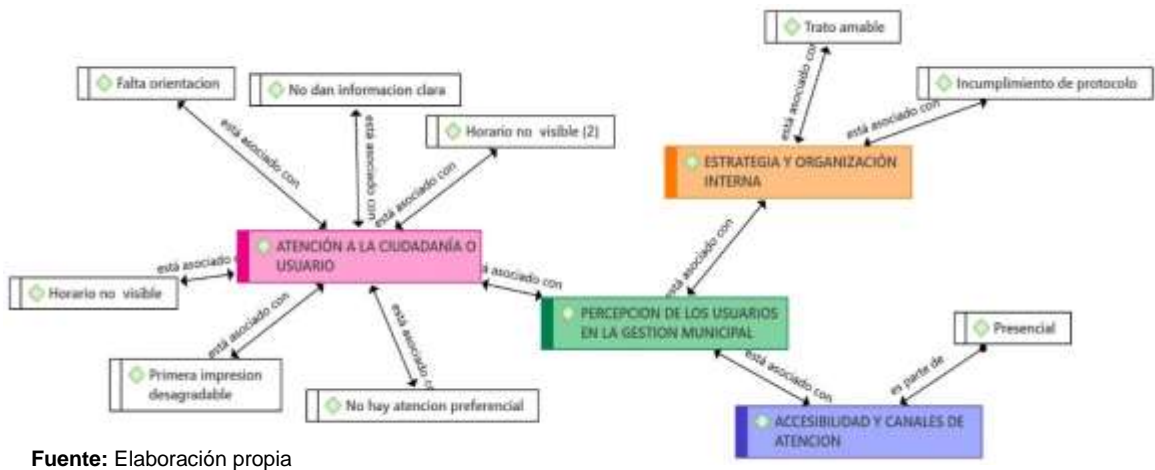 Trato amable
Falta orientacion
No dan informacion clara
Incumplimiento de protocolo
Horario no visible (2)
está asociado con
está asociado con
está asociado con
está asociado con
está asociado con
ESTRATEGIA Y ORGANIZACIÓN
INTERNA
ATENCIÓN A LA CIUDADANÍA O
USUARIO
está asociado
asociado con
está asociado con
Horario no visible
está asociado con
está asociado con
PERCEPCION DE LOS USUARIOS
EN LA GESTION MUNICIPAL
Presencial
Primera impresion
desagradable
está asociado con
es parte de
No hay atencion preferencial
ACCESIBILIDAD Y CANALES DE
ATENCION
Fuente: Elaboración propia